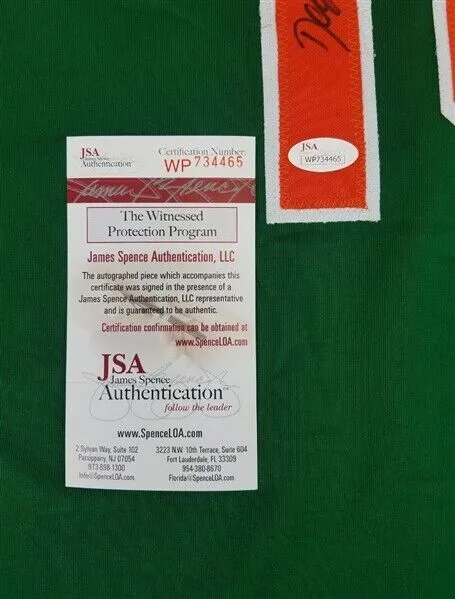 JSA
James Spence
Authentication™
Certification Number:
WP734465
The Witnessed
Protection Program
James Spence Authentication, LLC
The autographed piece which accompanies this
certificate was signed in the presence of a
James Spence Authentication, LLC representative
and is guaranteed to be authentic.
Certification confirmation can be obtained at
www.SpenceLOA.com.
JSA
James Spence
Authentication™
follow the leader
www.SpenceLOA.com
2 Sylvan Way, Suite 102
Parsippany, NJ 07054
973-898-1300
Info@SpenceLOA.com
3223 N.W. 10th Terrace, Suite 604
Fort Lauderdale, FL 33309
954-380-8670
Florida@SpenceLOA.com
JSA
WP734465